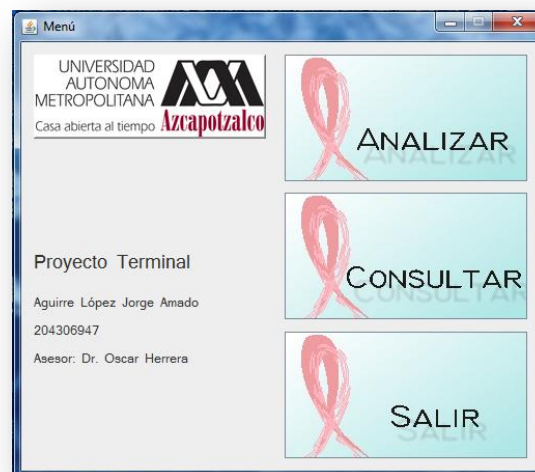 Menú
UNIVERSIDAD
AUTONOMA
METROPOLITANA
Casa abierta al tiempo Azcapotzalco
Proyecto Terminal
Aguirre López Jorge Amado
204306947
Asesor: Dr. Oscar Herrera
ANALIZAR
CONSULTAR
SALIR